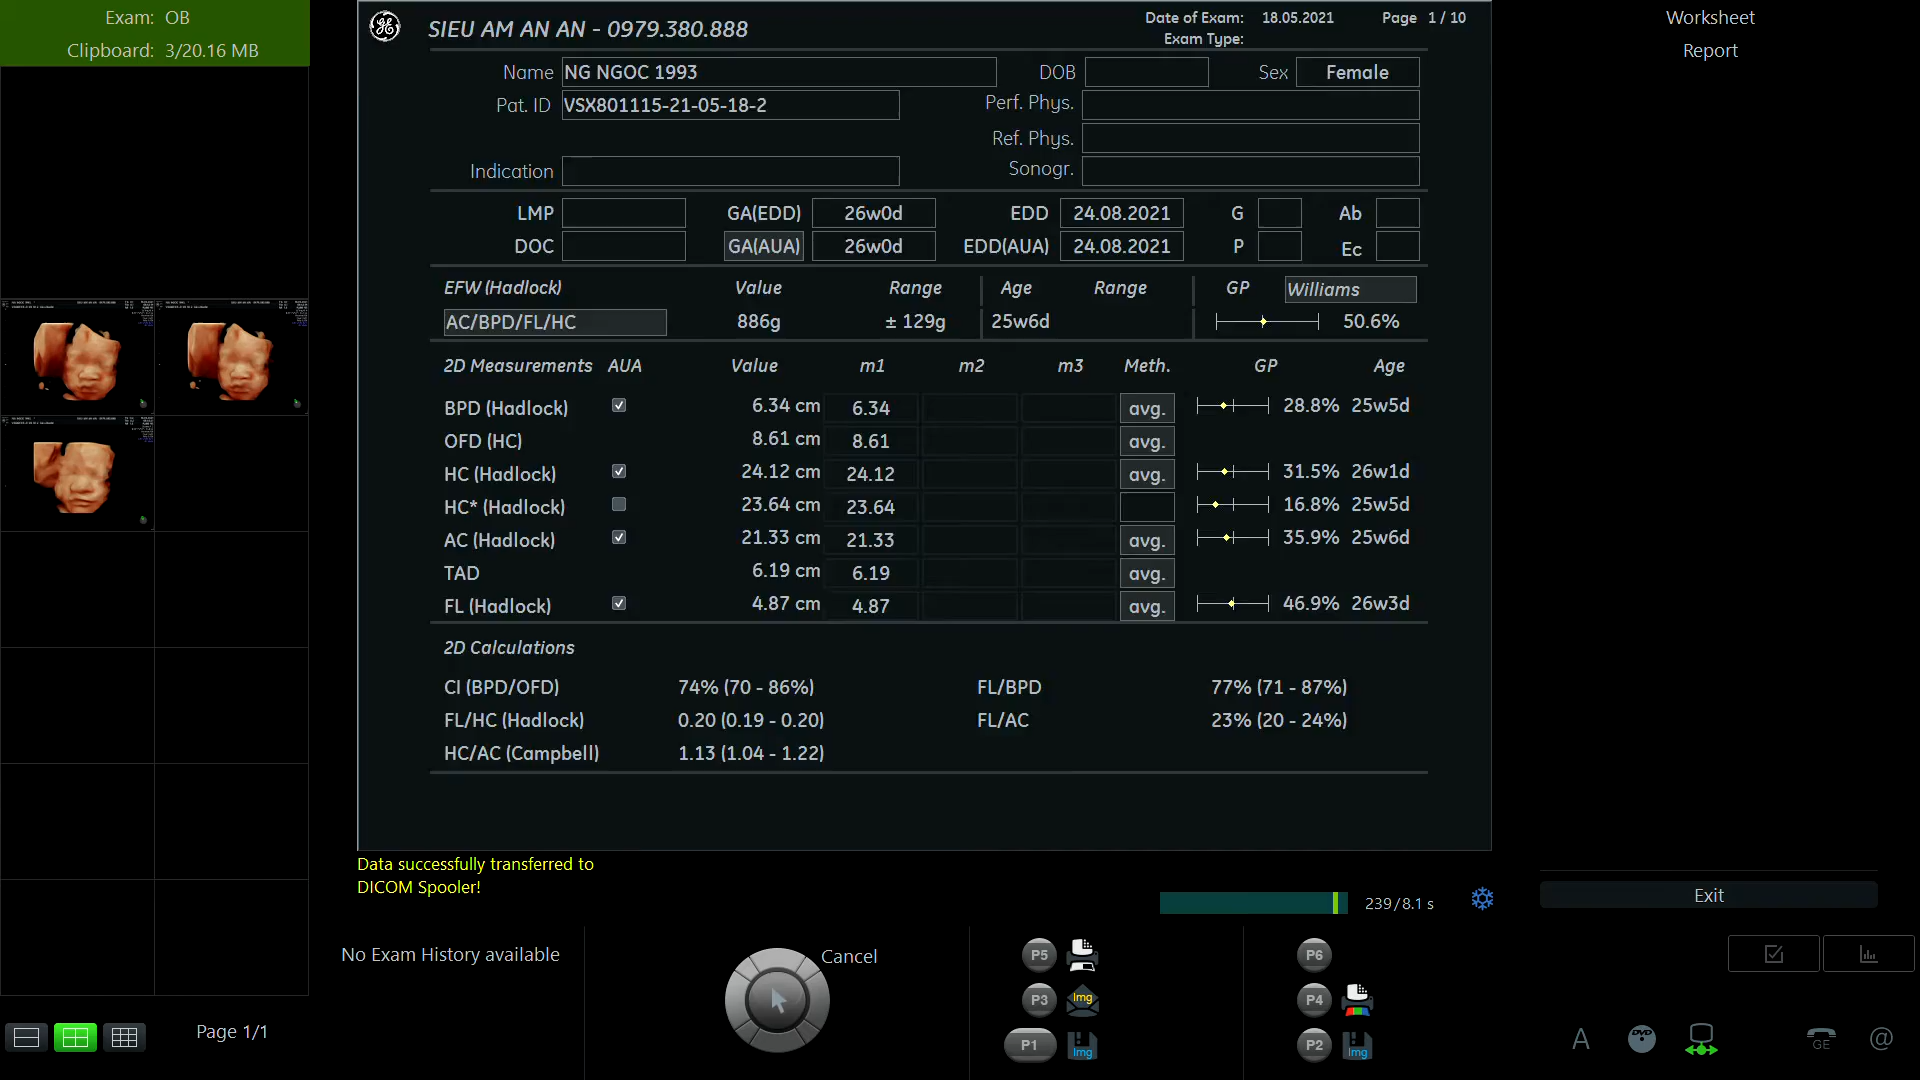 Exam: OB
Clipboard: 3/20.16 MB
SIEU AM AN AN - 0979.380.888
Date of Exam: 18.05.2021 Page 1 / 10
Exam Type:
Worksheet
Report
Name NG NGOC 1993 DOB Sex Female
Pat. ID VSX801115-21-05-18-2 Perf. Phys.
Ref. Phys.
Indication Sonogr.
LMP GA(EDD) 26w0d EDD 24.08.2021 G Ab
DOC GA(AUA) 26w0d EDD(AUA) 24.08.2021 P Ec
EFW (Hadlock) Value Range Age Range GP Williams
AC/BPD/FL/HC 886g ± 129g 25w6d 50.6%
2D Measurements AUA Value m1 m2 m3 Meth. GP Age
BPD (Hadlock) 6.34 cm 6.34 avg. 28.8% 25w5d
OFD (HC) 8.61 cm 8.61 avg.
HC (Hadlock) 24.12 cm 24.12 avg. 31.5% 26w1d
HC* (Hadlock) 23.64 cm 23.64 16.8% 25w5d
AC (Hadlock) 21.33 cm 21.33 avg. 35.9% 25w6d
TAD 6.19 cm 6.19 avg.
FL (Hadlock) 4.87 cm 4.87 avg. 46.9% 26w3d
2D Calculations
CI (BPD/OFD) 74% (70 - 86%) FL/BPD 77% (71 - 87%)
FL/HC (Hadlock) 0.20 (0.19 - 0.20) FL/AC 23% (20 - 24%)
HC/AC (Campbell) 1.13 (1.04 - 1.22)
Data successfully transferred to
DICOM Spooler!
239/8.1 s
Exit
No Exam History available
Cancel
P5 P6
P3 Img P4
P1 Img P2 Img
Page 1/1
A DVD GE @